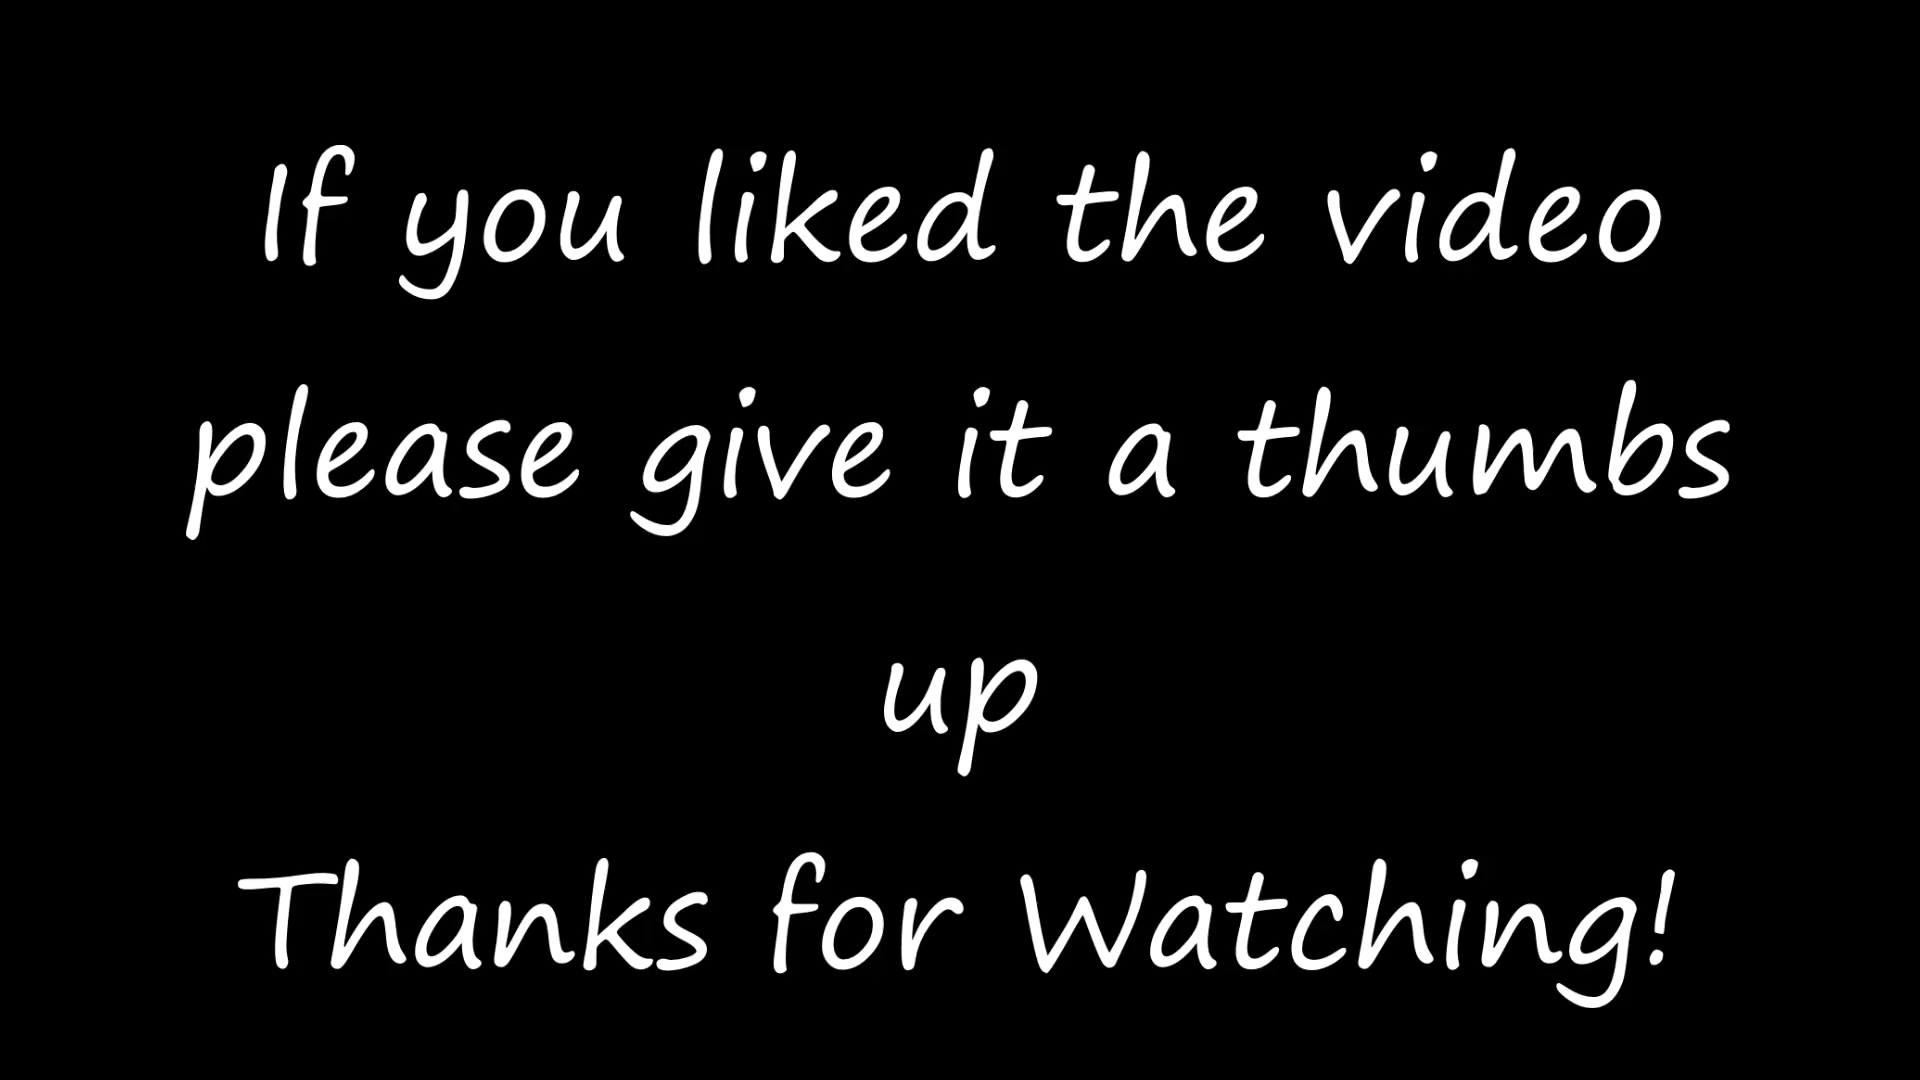 If you liked the video
please give it a thumbs
up
Thanks for Watching!